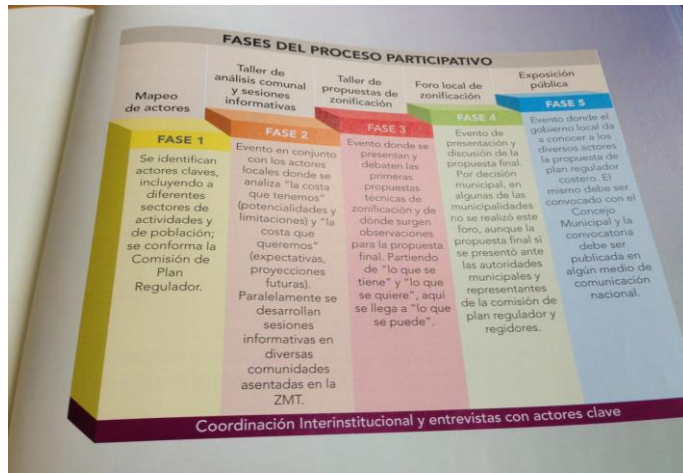 FASES DEL PROCESO PARTICIPATIVO
Mapeo
de actores
FASE 1
Se identifican
actores claves,
incluyendo a
diferentes
sectores de
actividades y
de población;
se conforma la
Comisión de
Plan
Regulador.
Taller de
análisis comunal
y sesiones
informativas
FASE 2
Evento en conjunto
con los actores
locales donde se
analiza "la costa
que tenemos"
(potencialidades y
limitaciones) y "la
costa que
queremos"
(expectativas,
proyecciones
futuras).
Paralelamente se
desarrollan
sesiones
informativas en
diversas
comunidades
asentadas en la
ZMT.
Taller de
propuestas de
zonificación
FASE 3
Evento donde se
presentan y
debaten las
primeras
propuestas
técnicas de
zonificación y de
dónde surgen
observaciones
para la propuesta
final. Partiendo
de "lo que se
tiene" y "lo que
se quiere", aquí
se llega a "lo que
se puede".
Foro local de
zonificación
FASE 4
Evento de
presentación y
discusión de la
propuesta final.
Por decisión
municipal, en
algunas de las
municipalidades
no se realizó este
foro, aunque la
propuesta final sí
se presentó ante
las autoridades
municipales y
representantes
de la comisión de
plan regulador y
regidores.
Exposición
pública
FASE 5
Evento donde el
gobierno local da
a conocer a los
diversos actores
la propuesta de
plan regulador
costero. El
mismo debe ser
convocado con el
Concejo
Municipal y la
convocatoria
debe ser
publicada en
algún medio de
comunicación
nacional.
Coordinación Interinstitucional y entrevistas con actores clave